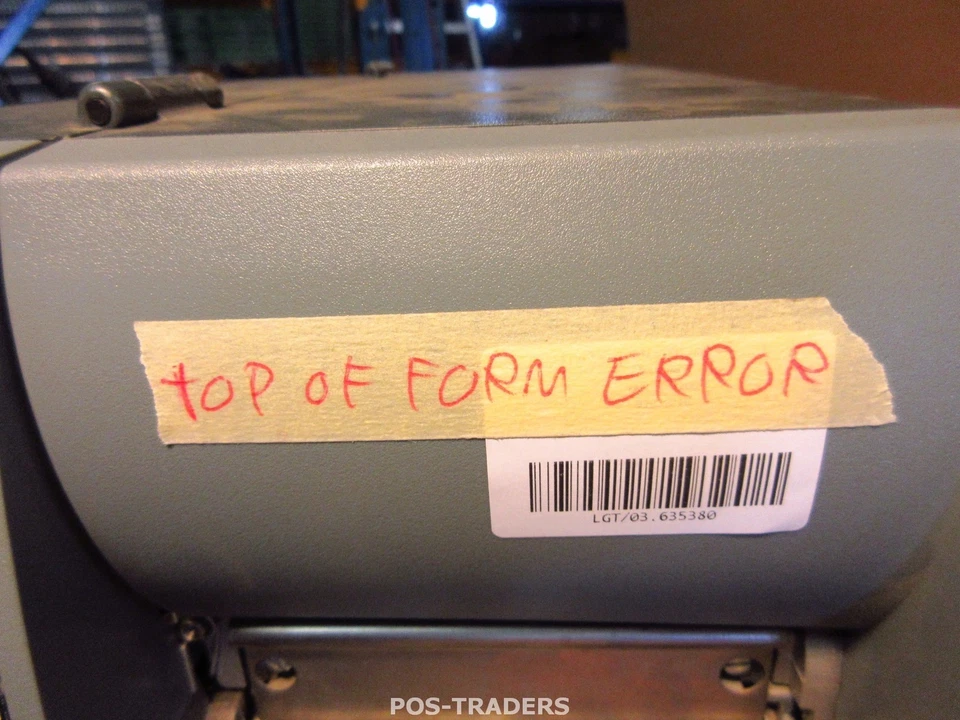 tOP OF FORM ERROR
LGT/03.635380
POS-TRADERS